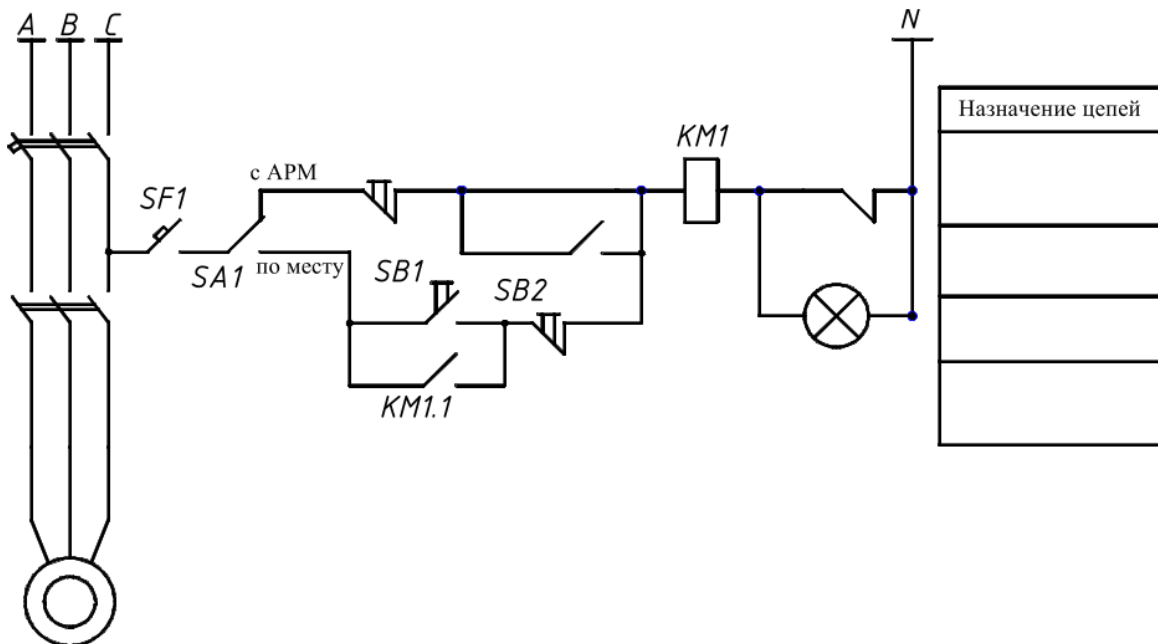 A B C
N
Назначение цепей
KM1
с АРМ
SF1
SA1
по месту
SB1
SB2
KM1.1